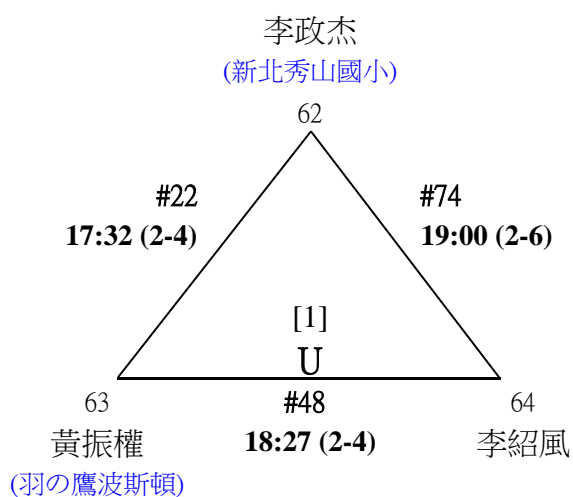 李政杰
(新北秀山國小)
62
#22
17:32 (2-4)
#74
19:00 (2-6)
[1]
U
63
#48
64
黃振權
18:27 (2-4)
李紹風
(羽の鷹波斯頓)